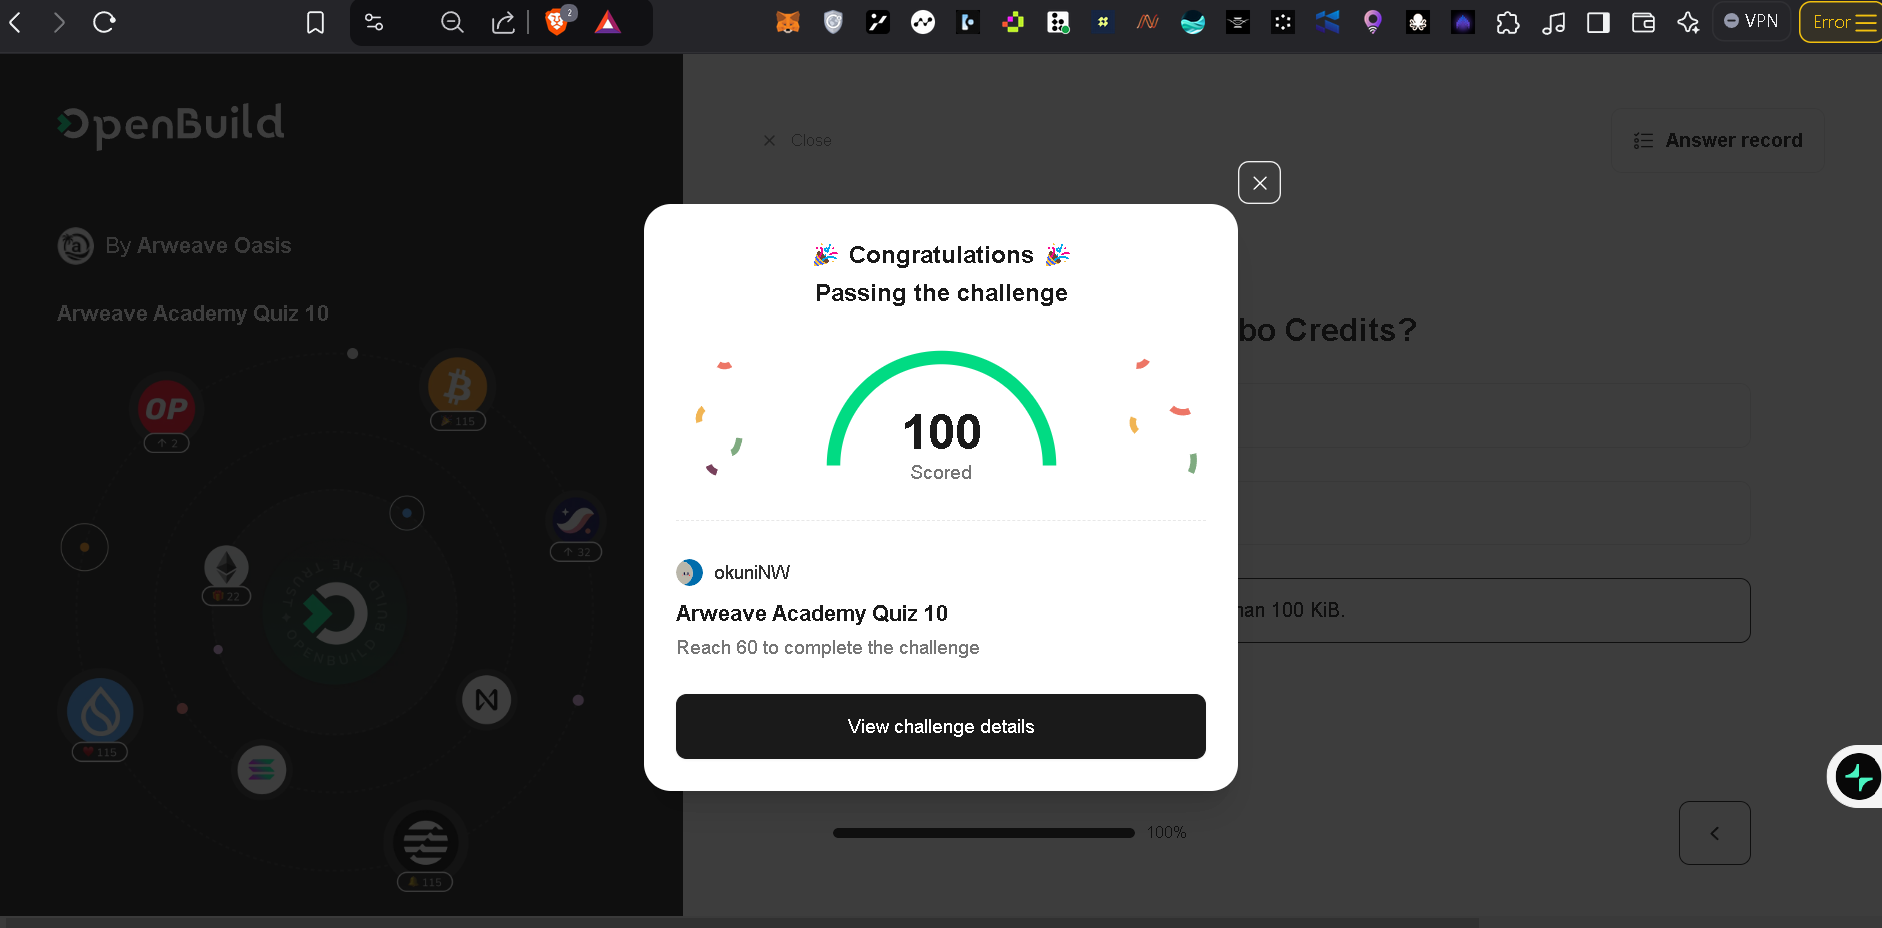 2
VPN
Error
OpenBuild
By Arweave Oasis
Arweave Academy Quiz 10
OP
↑ 2
115
↑ 32
22
BUILD THE TRUST + OPENBUILD
115
115
× Close
Answer record
bo Credits?
han 100 KiB.
100%
🎉 Congratulations 🎉
Passing the challenge
100
Scored
okuniNW
Arweave Academy Quiz 10
Reach 60 to complete the challenge
View challenge details